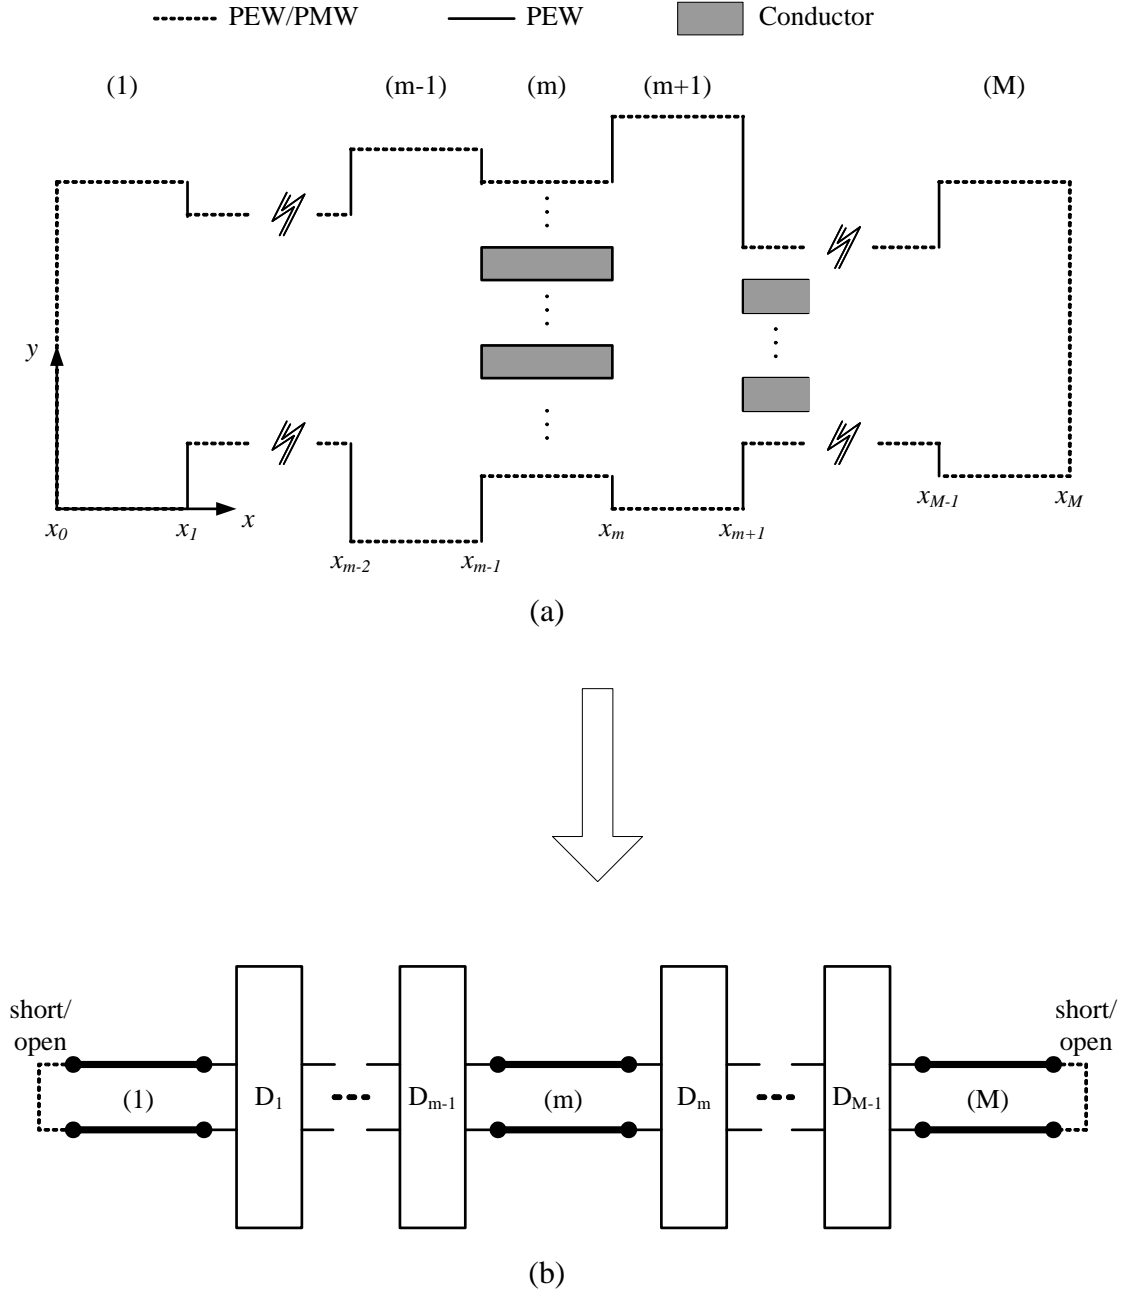 PEW/PMW PEW Conductor
(1) (m-1) (m) (m+1) (M)
y
x
x0 x1 xm-2 xm-1 xm xm+1 xM-1 xM
(a)
short/
open
short/
open
(1) D1 Dm-1 (m) Dm DM-1 (M)
(b)